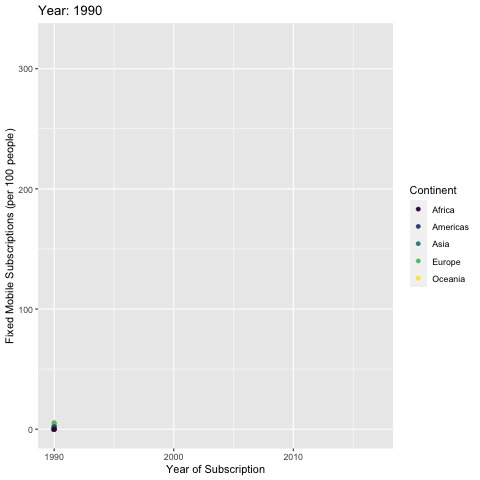 Year: 1990
Fixed Mobile Subscriptions (per 100 people)
300
200
100
0
1990 2000 2010
Year of Subscription
Continent
Africa
Americas
Asia
Europe
Oceania